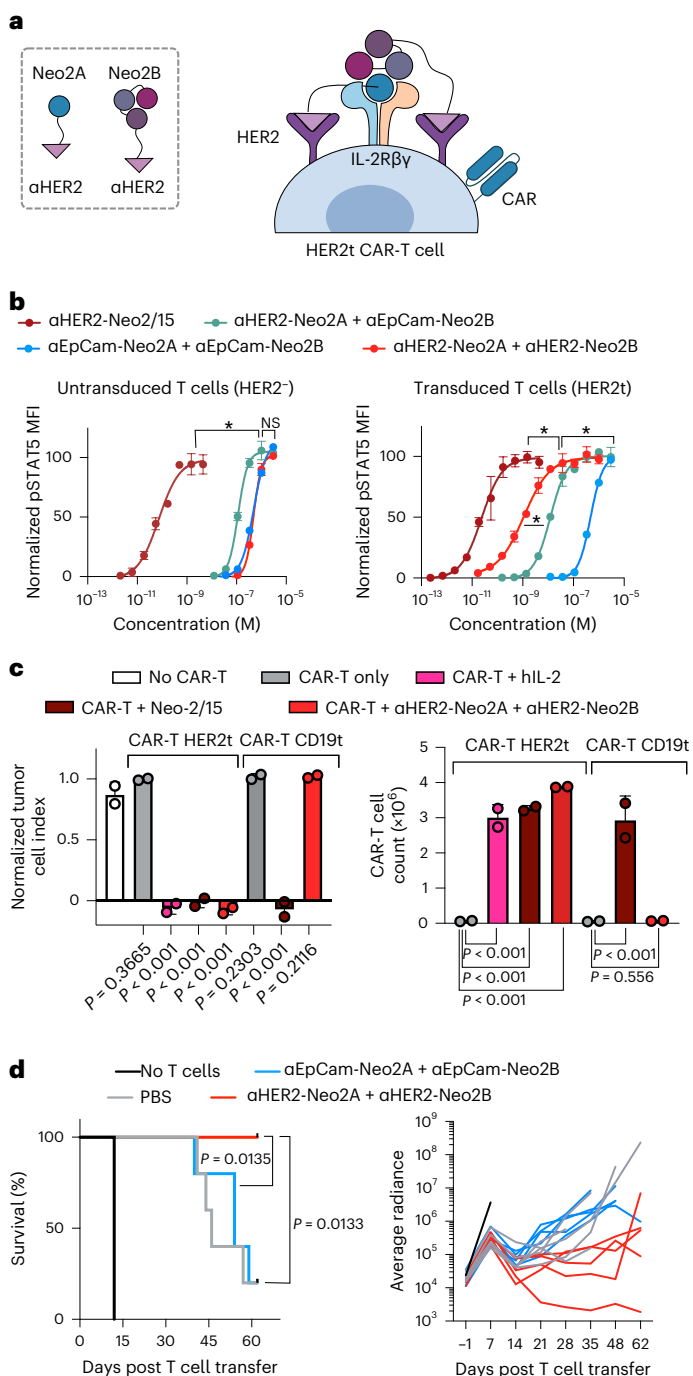 a
Neo2A Neo2B
αHER2 αHER2
HER2
IL-2Rβγ
CAR
HER2t CAR-T cell
b
αHER2-Neo2/15 αHER2-Neo2A + αEpCam-Neo2B
αEpCam-Neo2A + αEpCam-Neo2B αHER2-Neo2A + αHER2-Neo2B
Untransduced T cells (HER2⁻)
Normalized pSTAT5 MFI
100
50
0
* NS
10⁻¹³ 10⁻¹¹ 10⁻⁹ 10⁻⁷ 10⁻⁵
Concentration (M)
Transduced T cells (HER2t)
Normalized pSTAT5 MFI
100
50
0
* *
*
10⁻¹³ 10⁻¹¹ 10⁻⁹ 10⁻⁷ 10⁻⁵
Concentration (M)
c
No CAR-T CAR-T only CAR-T + hIL-2
CAR-T + Neo-2/15 CAR-T + αHER2-Neo2A + αHER2-Neo2B
CAR-T HER2t CAR-T CD19t
Normalized tumor
cell index
1.0
0.5
0
P = 0.3665
P < 0.001
P < 0.001
P < 0.001
P = 0.2303
P < 0.001
P = 0.2116
CAR-T HER2t CAR-T CD19t
CAR-T cell
count (×10⁶)
5
4
3
2
1
0
P < 0.001 P < 0.001
P < 0.001 P = 0.556
P < 0.001
d
No T cells αEpCam-Neo2A + αEpCam-Neo2B
PBS αHER2-Neo2A + αHER2-Neo2B
Survival (%)
100
50
0
P = 0.0135
P = 0.0133
0 15 30 45 60
Days post T cell transfer
Average radiance
10⁹
10⁸
10⁷
10⁶
10⁵
10⁴
10³
−1 7 14 21 28 35 48 62
Days post T cell transfer